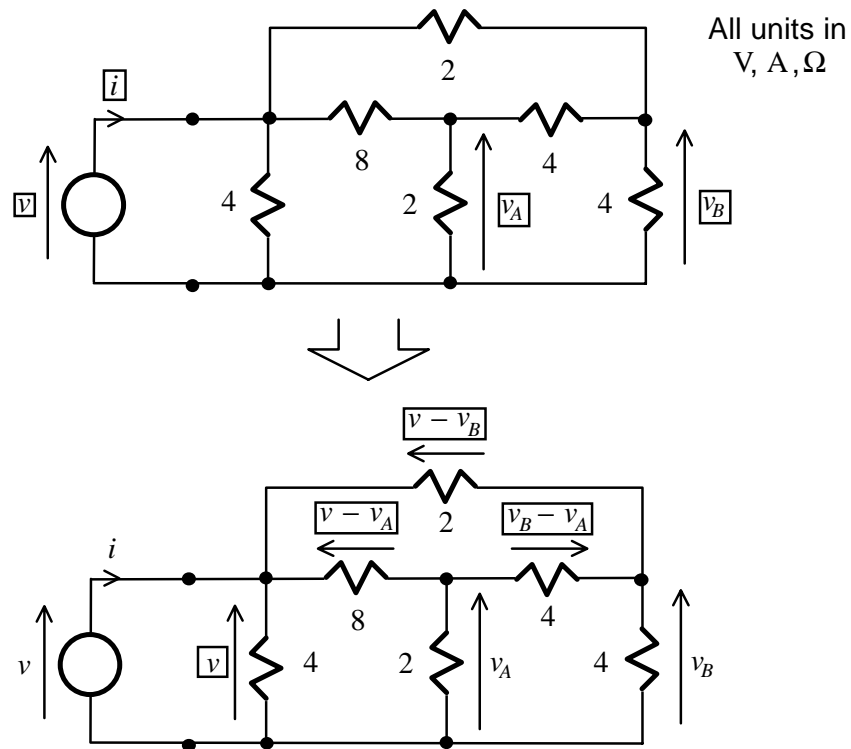 All units in
V, A, Ω
2
i
8
4
v
4
2
v_A
4
v_B
v − v_B
2
v − v_A
v_B − v_A
i
8
4
v
v
4
2
v_A
4
v_B